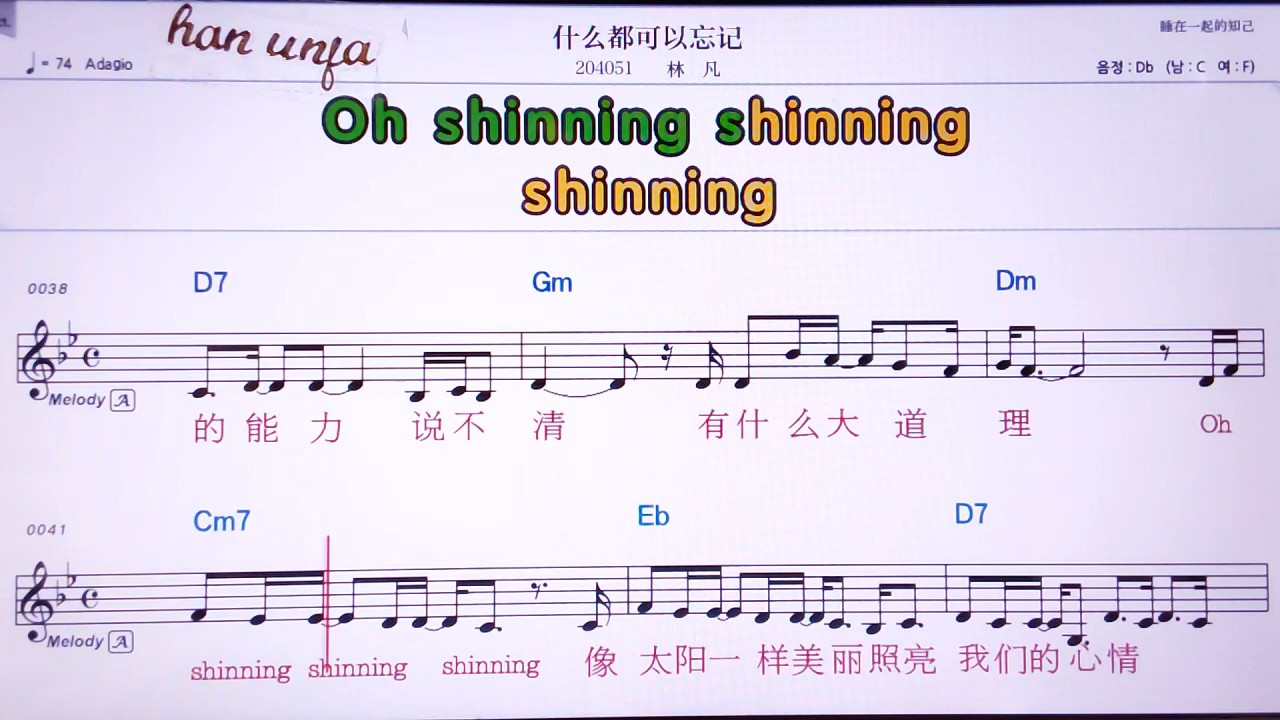 han unfa
什么都可以忘记
睡在一起的知己
♩= 74 Adagio
204051 林 凡
음정 : Db (남 : C 여 : F)
Oh shinning shinning
shinning
0038
D7 Gm Dm
Melody A
的 能 力 说 不 清 有 什 么 大 道 理 Oh
0041
Cm7 Eb D7
Melody A
shinning shinning shinning 像 太阳一 样美丽照亮 我们的心情